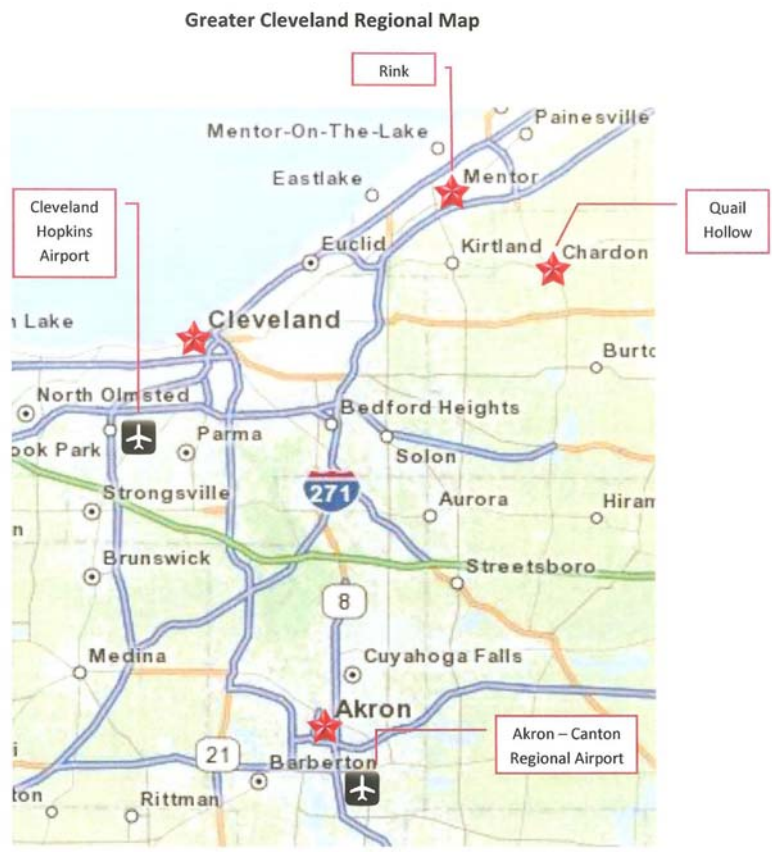 Greater Cleveland Regional Map
Rink
Painesville
Mentor-On-The-Lake
Eastlake
Mentor
Cleveland
Hopkins
Airport
Quail
Hollow
Euclid
Kirtland
Chardon
n Lake
Cleveland
Burto
North Olmsted
Bedford Heights
ook Park
Parma
Solon
Strongsville
271
Aurora
Hiram
n
Brunswick
Streetsboro
8
Medina
Cuyahoga Falls
Akron
Akron – Canton
Regional Airport
i
21
Barberton
ton
Rittman